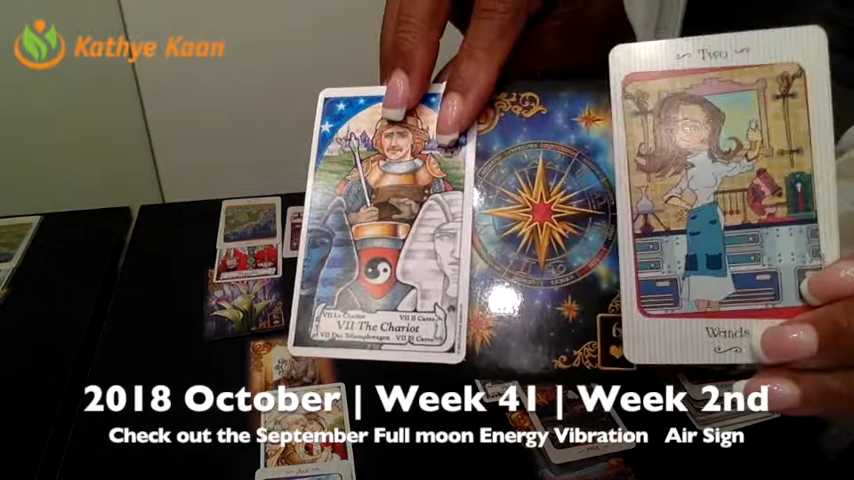 Kathye Kaan
Two
VII Le Chariot
VII Il Carro
VII The Chariot
VII Der Triumphwagen
VII El Carro
Wands
2018 October | Week 41 | Week 2nd
Check out the September Full moon Energy Vibration Air Sign